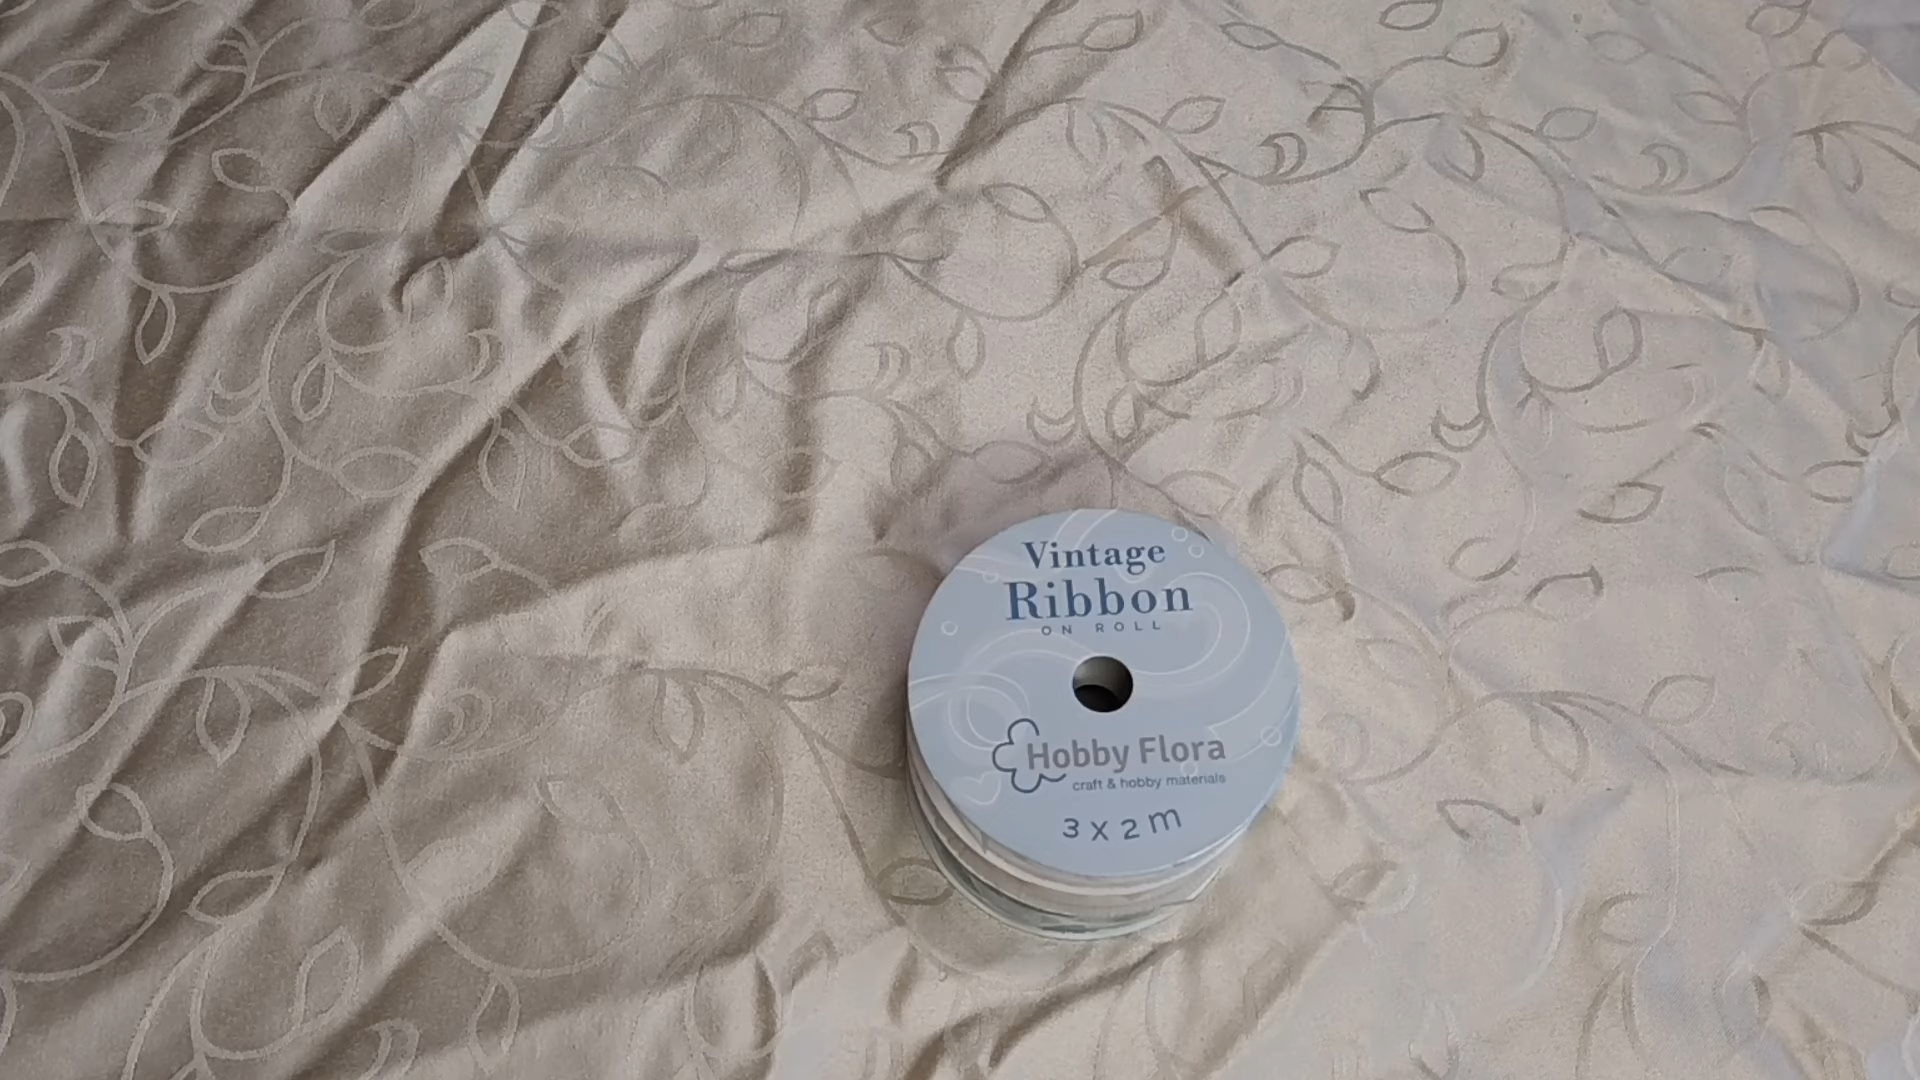 Vintage
Ribbon
ON ROLL
Hobby Flora
craft & hobby materials
3 x 2 m